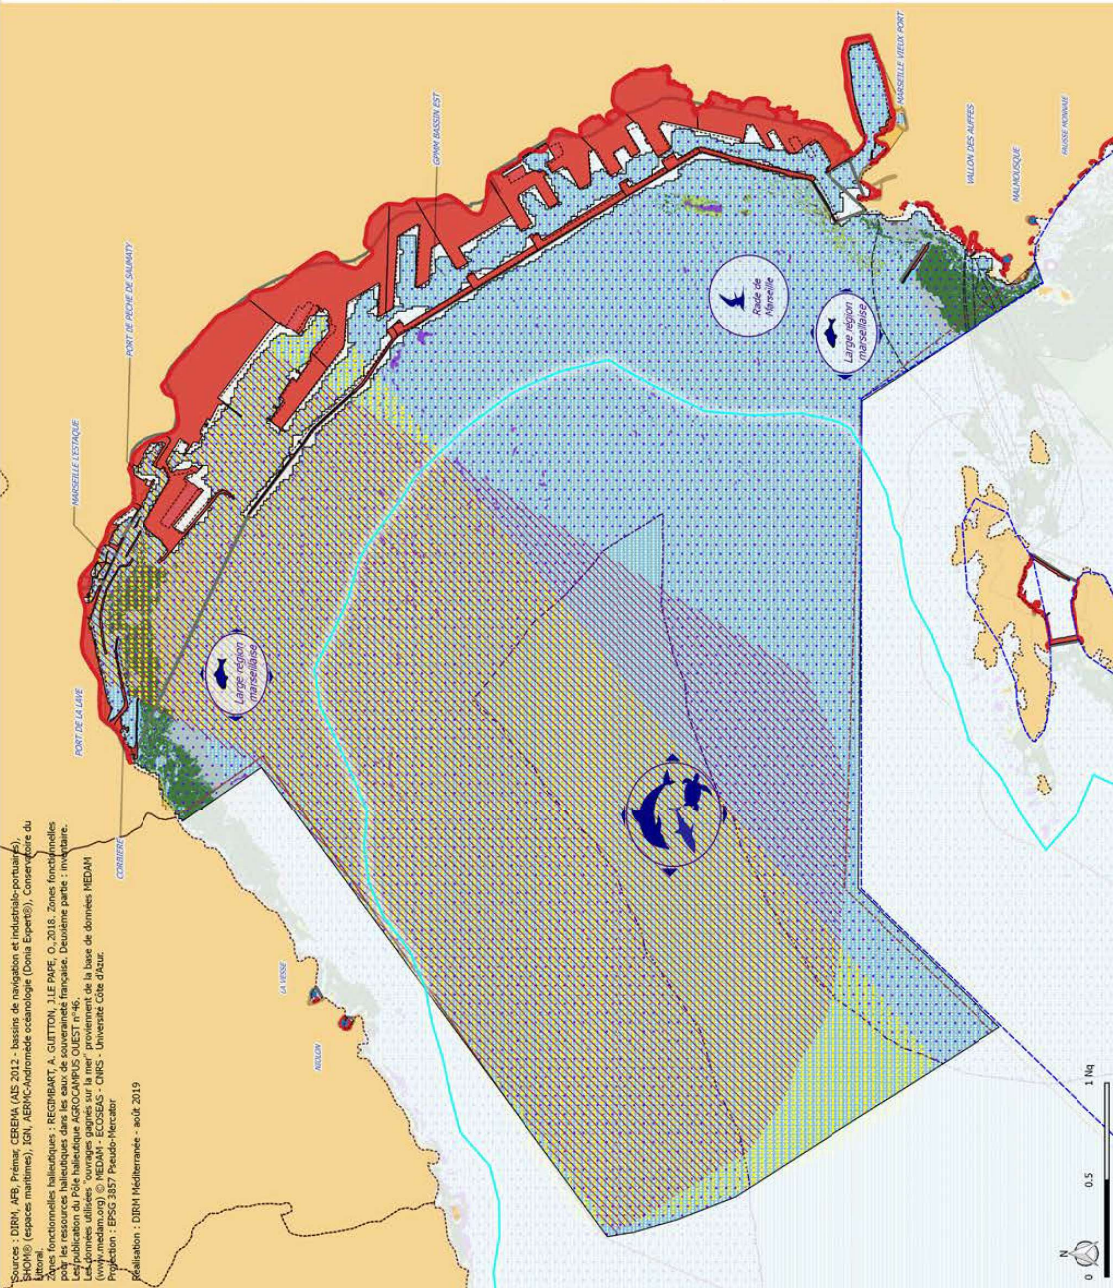 Sources : DIRM, AFB, Prémar, CEREMA (AIS 2012 - bassins de navigation et industrialo-portuaires),
SHOM® (espaces maritimes), IGN, AERMC-Andromède océanologie (Donia Expert®), Conservatoire du
littoral.
Zones fonctionnelles halieutiques : REGIMBART, A. GUITTON, J.LE PAPE, O.,2018. Zones fonctionnelles
pour les ressources halieutiques dans les eaux de souveraineté française. Deuxième partie : inventaire.
Les publication du Pôle halieutique AGROCAMPUS OUEST n°46.
Les données utilisées "ouvrages gagnés sur la mer" proviennent de la base de données MEDAM
(www.medam.org) © MEDAM - ECOSEAS - CNRS - Université Côte d'Azur.
Projection : EPSG 3857 Pseudo-Mercator
Réalisation : DIRM Méditerranée - août 2019
NIOLON
LA VESSE
CORBIERE
PORT DE LA LAVE
MARSEILLE L'ESTAQUE
PORT DE PECHE DE SAUMATY
GPMM BASSIN EST
MARSEILLE VIEUX PORT
VALLON DES AUFFES
MALMOUSQUE
FAUSSE MONNAIE
Large région
marseillaise
Rade de
Marseille
Large région
marseillaise
N
0
0.5
1 Nq